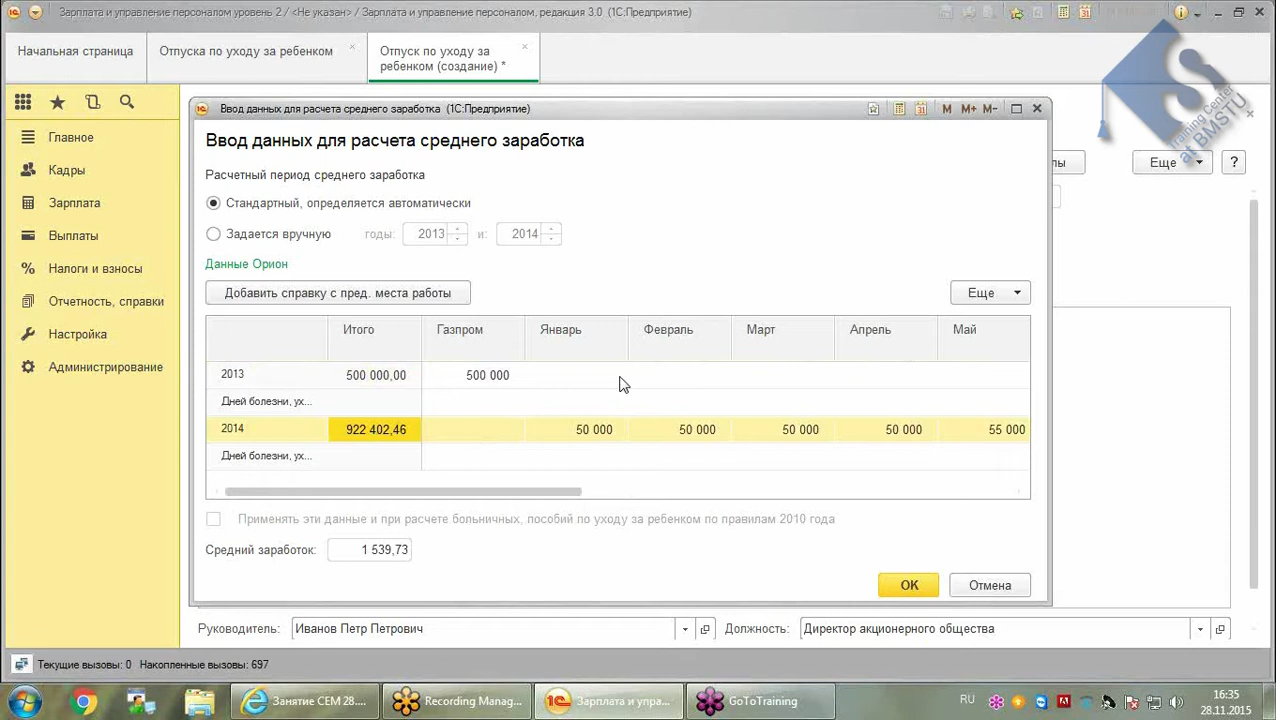 Зарплата и управление персоналом уровень 2 / <Не указан> / Зарплата и управление персоналом, редакция 3.0 (1С:Предприятие)
Начальная страница
Отпуска по уходу за ребенком
Отпуск по уходу за
ребенком (создание) *
Training Center
at BMSTU
Главное
Кадры
Зарплата
Выплаты
Налоги и взносы
Отчетность, справки
Настройка
Администрирование
Ввод данных для расчета среднего заработка (1С:Предприятие)
M M+ M-
Ввод данных для расчета среднего заработка
Еще ?
Расчетный период среднего заработка
Стандартный, определяется автоматически
Задается вручную годы: 2013 и: 2014
Данные Орион
Добавить справку с пред. места работы Еще
Итого Газпром Январь Февраль Март Апрель Май
2013 500 000,00 500 000
Дней болезни, ух...
2014 922 402,46 50 000 50 000 50 000 50 000 55 000
Дней болезни, ух...
Применять эти данные и при расчете больничных, пособий по уходу за ребенком по правилам 2010 года
Средний заработок: 1 539,73
OK Отмена
Руководитель: Иванов Петр Петрович Должность: Директор акционерного общества
Текущие вызовы: 0 Накопленные вызовы: 697
Занятие СЕМ 28.... Recording Manag... Зарплата и упра... GoToTraining RU 16:35
28.11.2015